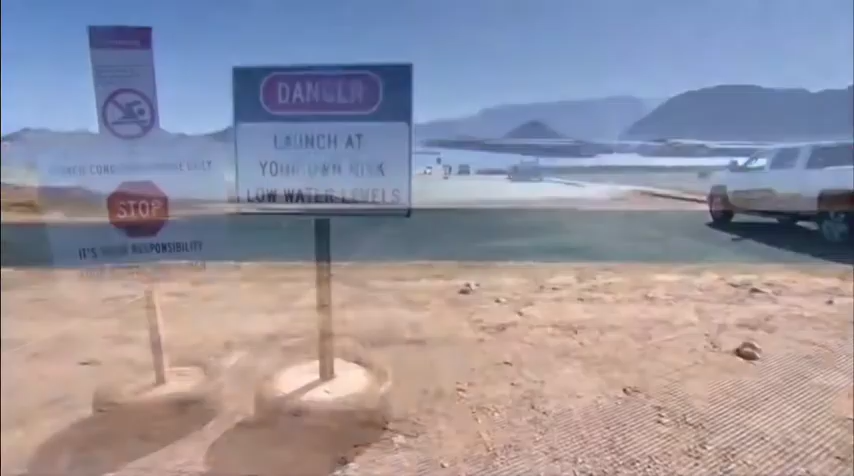 DANGER
LAUNCH AT
YOUR OWN RISK
LOW WATER LEVELS
STOP
IT'S YOUR RESPONSIBILITY